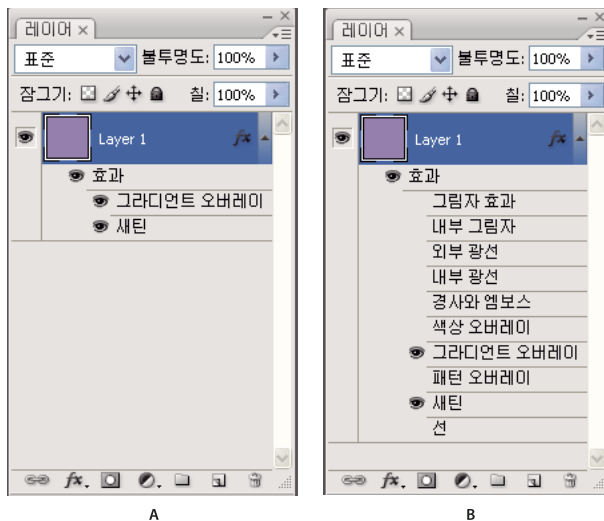 레이어 ×
표준 불투명도: 100%
잠그기: 칠: 100%
Layer 1 fx
효과
그라디언트 오버레이
새틴
fx.
A
레이어 ×
표준 불투명도: 100%
잠그기: 칠: 100%
Layer 1 fx
효과
그림자 효과
내부 그림자
외부 광선
내부 광선
경사와 엠보스
색상 오버레이
그라디언트 오버레이
패턴 오버레이
새틴
선
fx.
B